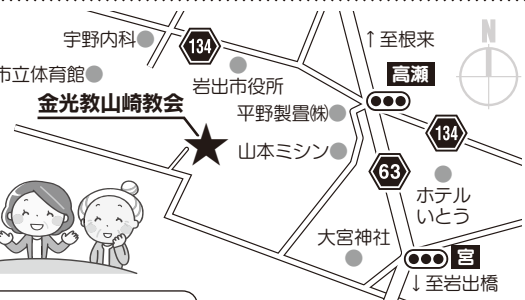 宇野内科
134
↑至根来
N
市立体育館
岩出市役所
高瀬
金光教山崎教会
平野製畳㈱
134
山本ミシン
63
ホテル
いとう
大宮神社
宮
↓至岩出橋